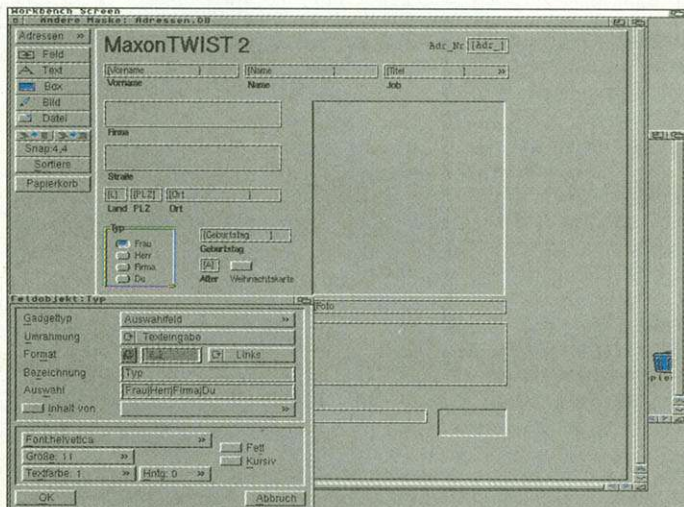 Workbench Screen
Andere Maske: Adressen.DB
Adressen »
Feld
Text
Box
Bild
Datei
Snap:4,4
Sortiere
Papierkorb
MaxonTWIST 2
Adr_Nr [Adr_]
[Vorname ]
[Name ]
[Titel ] »
Vorname
Name
Job
Firma
Straße
[L] [PLZ] [Ort ]
Land PLZ Ort
Typ
Frau
Herr
Firma
Du
[Geburtstag ]
Geburtstag
[A]
Alter Weihnachtskarte
[Foto
Feldobjekt:Typ
Gadgettyp Auswahlfeld »
Umrahmung Texteingabe
Format Links
Bezeichnung Typ
Auswahl Frau|Herr|Firma|Du
Inhalt von »
Font:helvetica »
Größe: 11 » Fett
Kursiv
Textfarbe: 1 » Hntg: 0 »
OK Abbruch